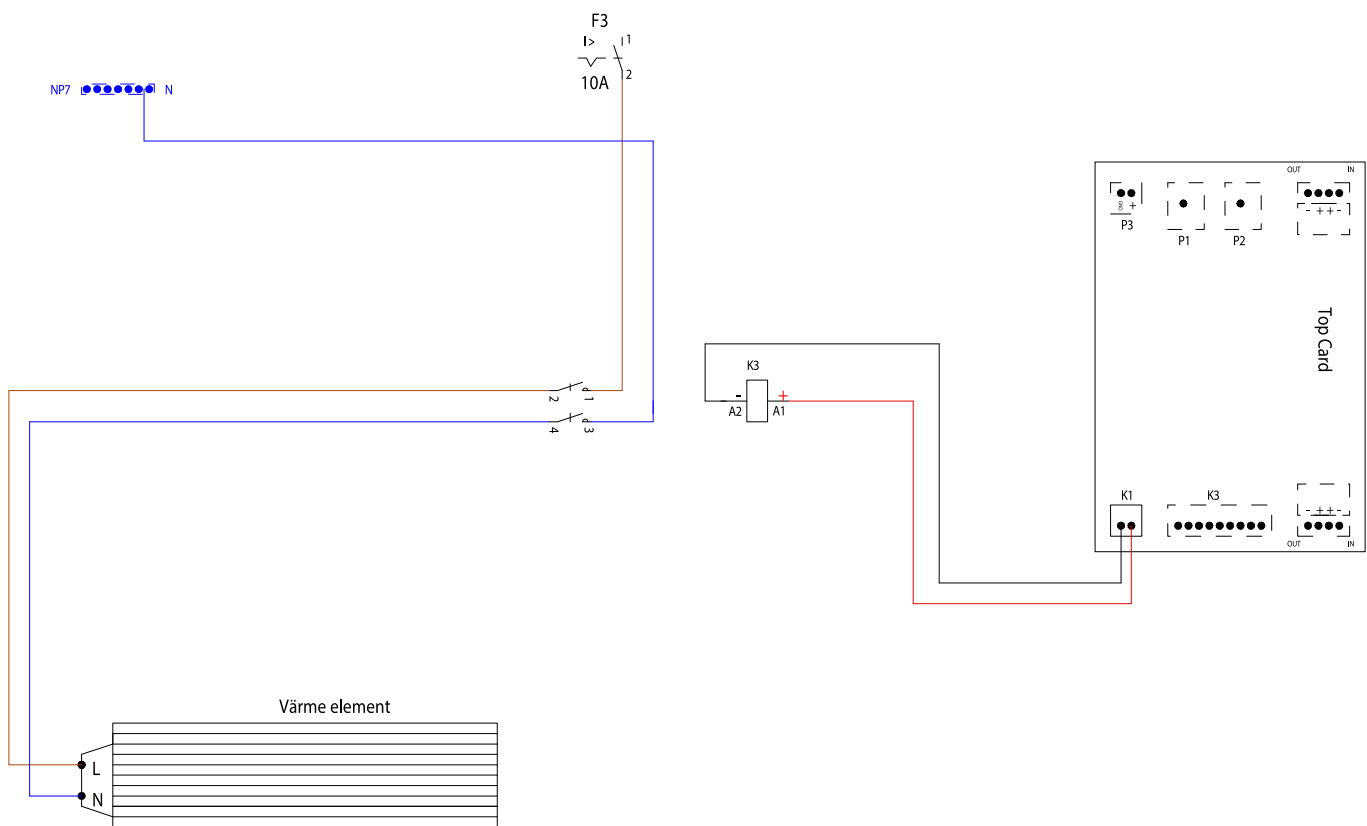 F3
I> 1
2
10A
NP7 N
OUT IN
GND +
- ++ -
P3
P1
P2
Top Card
K3
- +
A2 A1
2 1
4 3
K1
K3
- ++ -
OUT IN
Värme element
L
N